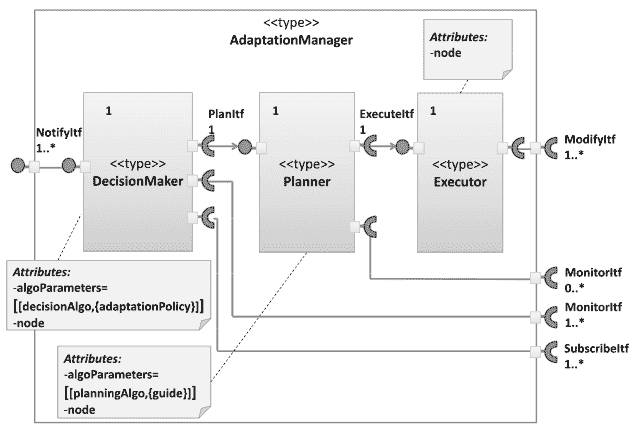 <<type>>
AdaptationManager
Attributes:
-node
NotifyItf
1..*
1
<<type>>
DecisionMaker
PlanItf
1
1
<<type>>
Planner
ExecuteItf
1
1
<<type>>
Executor
ModifyItf
1..*
MonitorItf
0..*
MonitorItf
1..*
SubscribeItf
1..*
Attributes:
-algoParameters=
[[decisionAlgo,{adaptationPolicy}]]
-node
Attributes:
-algoParameters=
[[planningAlgo,{guide}]]
-node